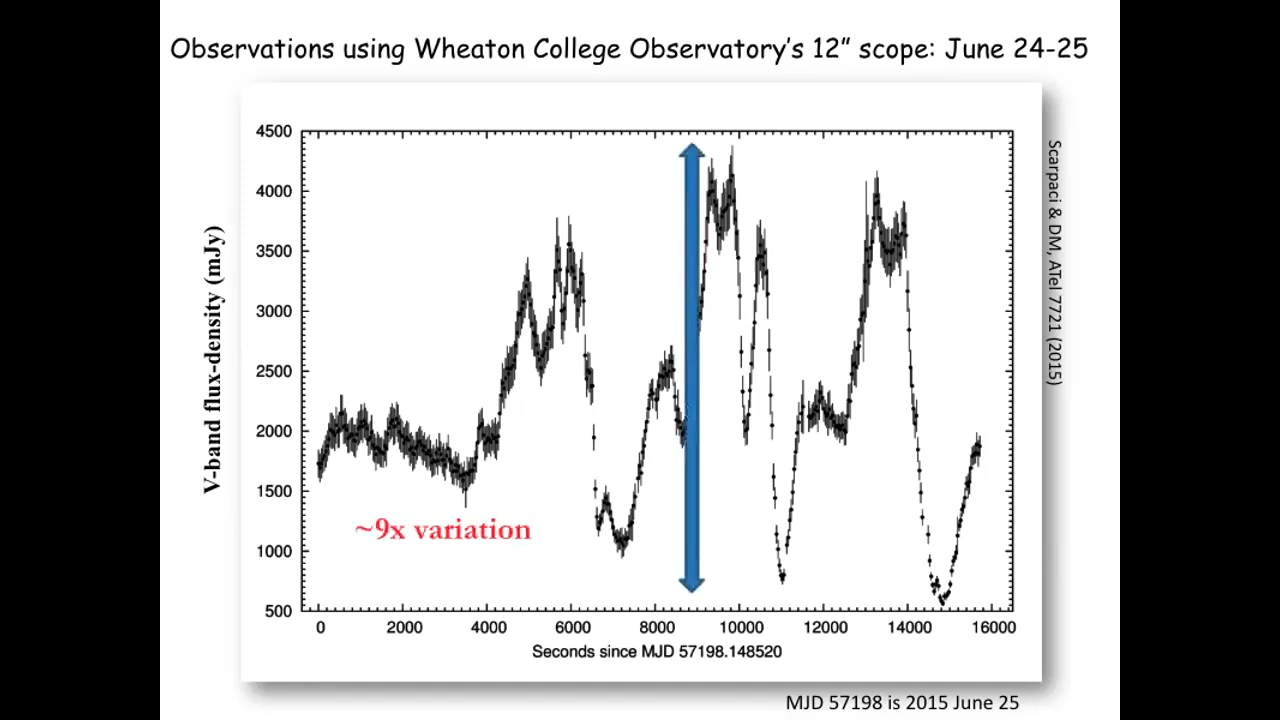 Observations using Wheaton College Observatory's 12” scope: June 24-25
4500
4000
3500
3000
2500
2000
1500
1000
500
V-band flux-density (mJy)
~9x variation
Scarpaci & DM, ATel 7721 (2015)
0 2000 4000 6000 8000 10000 12000 14000 16000
Seconds since MJD 57198.148520
MJD 57198 is 2015 June 25